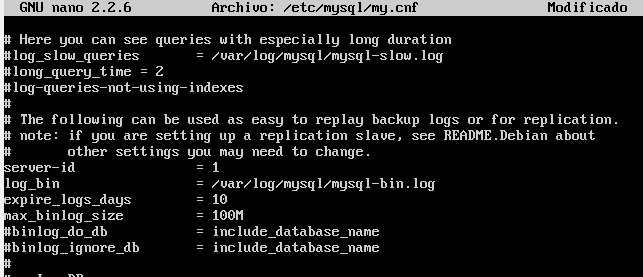 GNU nano 2.2.6 Archivo: /etc/mysql/my.cnf Modificado
# Here you can see queries with especially long duration
#log_slow_queries = /var/log/mysql/mysql-slow.log
#long_query_time = 2
#log-queries-not-using-indexes
#
# The following can be used as easy to replay backup logs or for replication.
# note: if you are setting up a replication slave, see README.Debian about
# other settings you may need to change.
server-id = 1
log_bin = /var/log/mysql/mysql-bin.log
expire_logs_days = 10
max_binlog_size = 100M
#binlog_do_db = include_database_name
#binlog_ignore_db = include_database_name
#